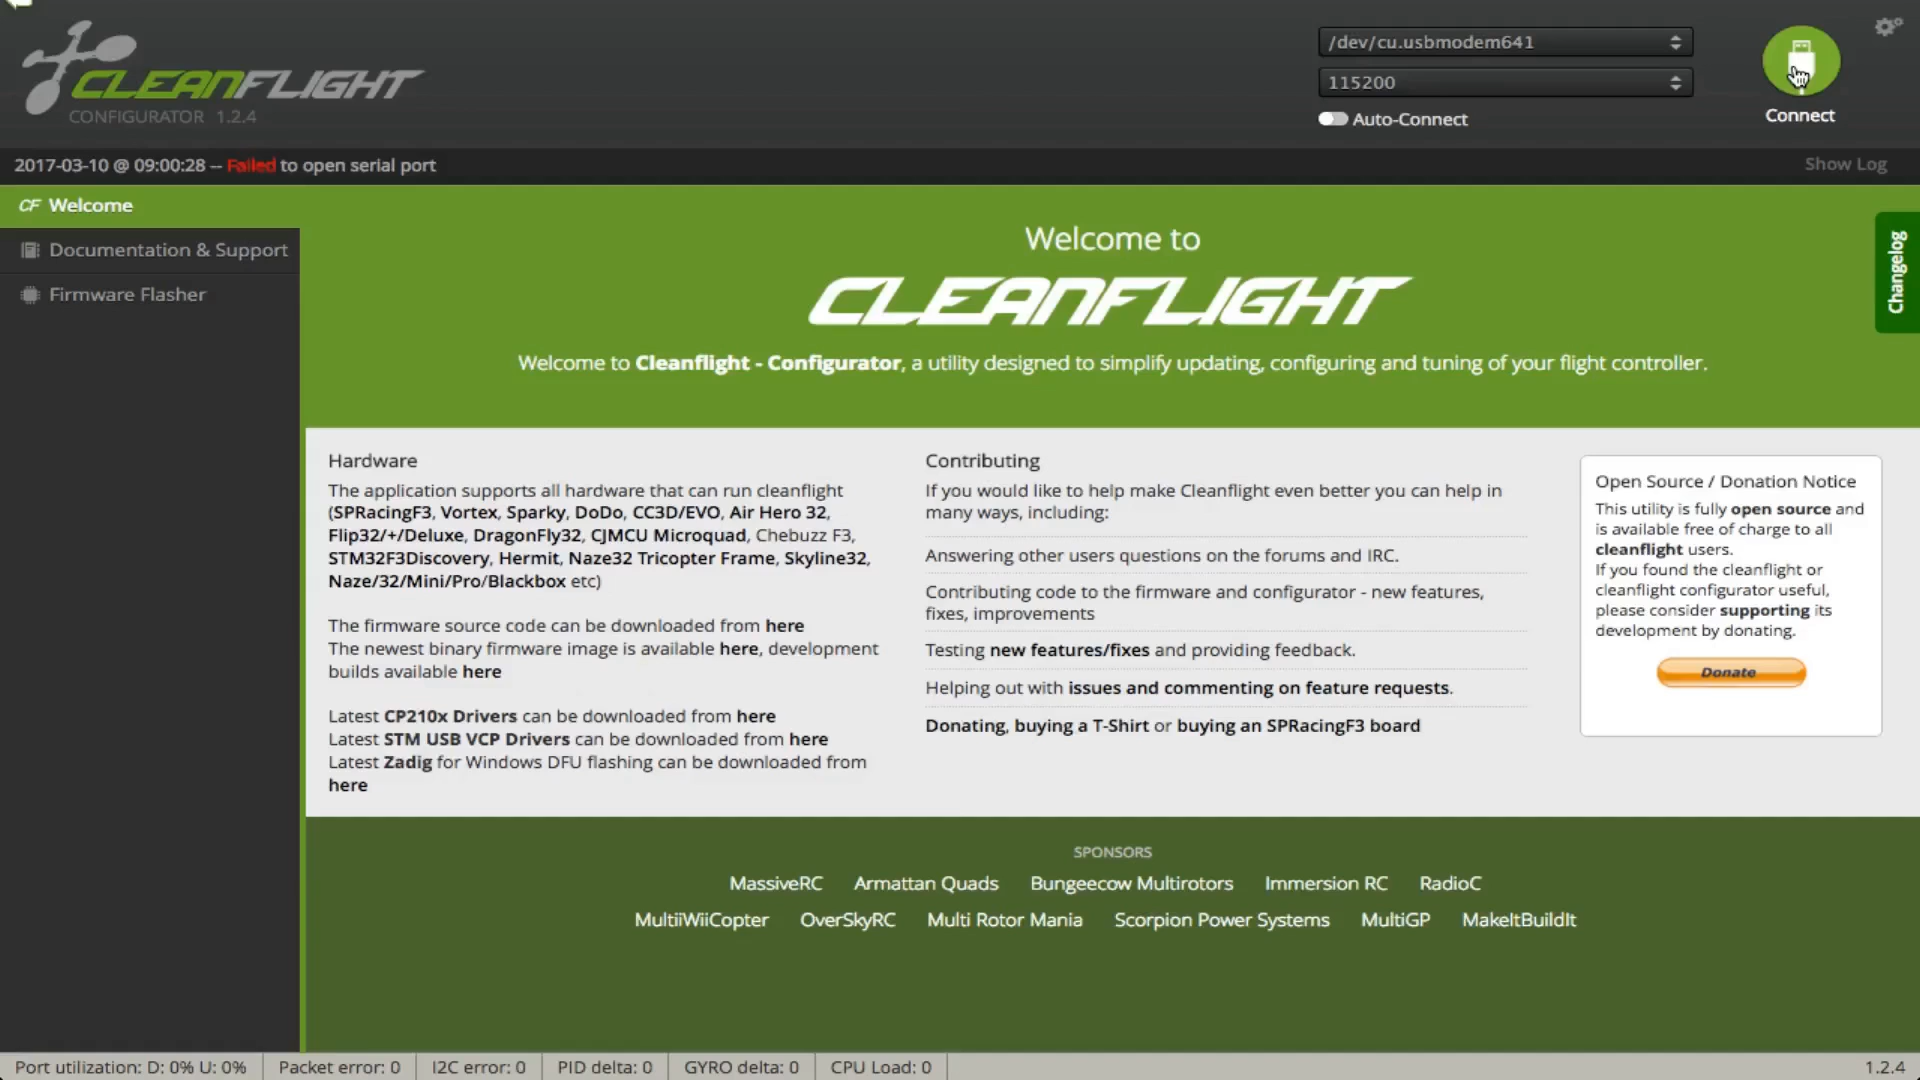 CLEANFLIGHT
CONFIGURATOR 1.2.4
/dev/cu.usbmodem641
115200
Auto-Connect
Connect
2017-03-10 @ 09:00:28 -- Failed to open serial port
Show Log
CF Welcome
Documentation & Support
Firmware Flasher
Changelog
Welcome to
CLEANFLIGHT
Welcome to Cleanflight - Configurator, a utility designed to simplify updating, configuring and tuning of your flight controller.
Hardware
The application supports all hardware that can run cleanflight
(SPRacingF3, Vortex, Sparky, DoDo, CC3D/EVO, Air Hero 32,
Flip32/+/Deluxe, DragonFly32, CJMCU Microquad, Chebuzz F3,
STM32F3Discovery, Hermit, Naze32 Tricopter Frame, Skyline32,
Naze/32/Mini/Pro/Blackbox etc)
The firmware source code can be downloaded from here
The newest binary firmware image is available here, development
builds available here
Latest CP210x Drivers can be downloaded from here
Latest STM USB VCP Drivers can be downloaded from here
Latest Zadig for Windows DFU flashing can be downloaded from
here
Contributing
If you would like to help make Cleanflight even better you can help in
many ways, including:
Answering other users questions on the forums and IRC.
Contributing code to the firmware and configurator - new features,
fixes, improvements
Testing new features/fixes and providing feedback.
Helping out with issues and commenting on feature requests.
Donating, buying a T-Shirt or buying an SPRacingF3 board
Open Source / Donation Notice
This utility is fully open source and
is available free of charge to all
cleanflight users.
If you found the cleanflight or
cleanflight configurator useful,
please consider supporting its
development by donating.
Donate
SPONSORS
MassiveRC Armattan Quads Bungeecow Multirotors Immersion RC RadioC
MultiiWiiCopter OverSkyRC Multi Rotor Mania Scorpion Power Systems MultiGP MakeItBuildIt
Port utilization: D: 0% U: 0% Packet error: 0 I2C error: 0 PID delta: 0 GYRO delta: 0 CPU Load: 0 1.2.4